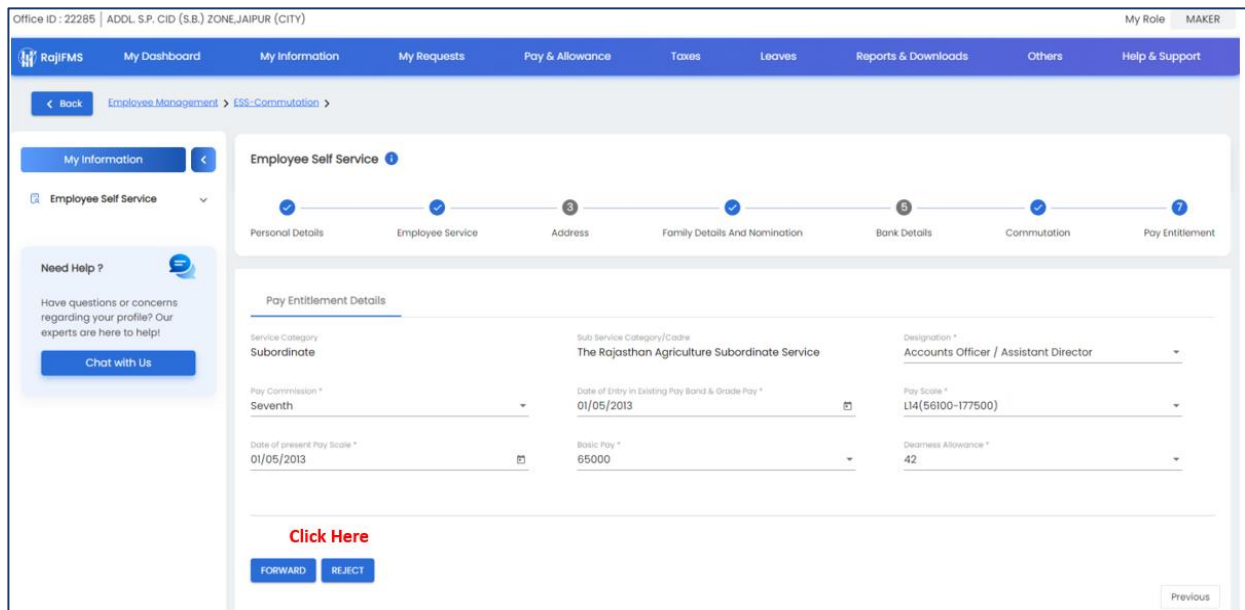 Office ID : 22285 | ADDL. S.P. CID (S.B.) ZONE,JAIPUR (CITY) My Role MAKER
RajIFMS My Dashboard My Information My Requests Pay & Allowance Taxes Leaves Reports & Downloads Others Help & Support
Back Employee Management > ESS-Commutation >
My Information
Employee Self Service
Need Help ?
Have questions or concerns
regarding your profile? Our
experts are here to help!
Chat with Us
Employee Self Service
3 5 7
Personal Details Employee Service Address Family Details And Nomination Bank Details Commutation Pay Entitlement
Pay Entitlement Details
Service Category Sub Service Category/Cadre Designation *
Subordinate The Rajasthan Agriculture Subordinate Service Accounts Officer / Assistant Director
Pay Commission * Date of Entry in Existing Pay Band & Grade Pay * Pay Scale *
Seventh 01/05/2013 L14(56100-177500)
Date of present Pay Scale * Basic Pay * Dearness Allowance *
01/05/2013 65000 42
Click Here
FORWARD REJECT
Previous